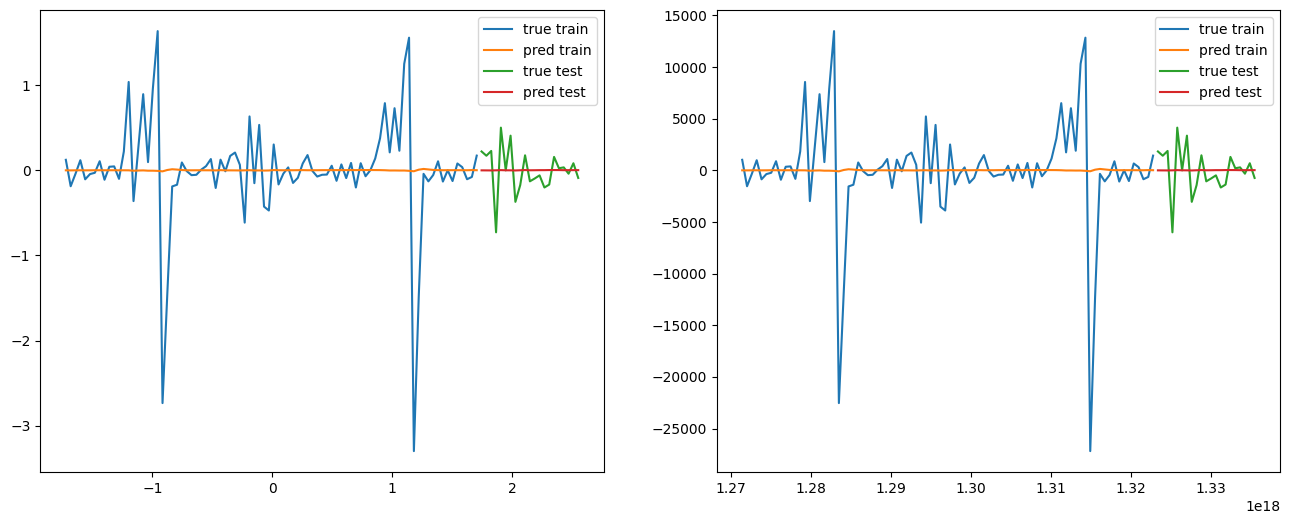 true train
pred train
true test
pred test
1
0
−1
−2
−3
−1
0
1
2
true train
pred train
true test
pred test
15000
10000
5000
0
−5000
−10000
−15000
−20000
−25000
1.27
1.28
1.29
1.30
1.31
1.32
1.33
1e18